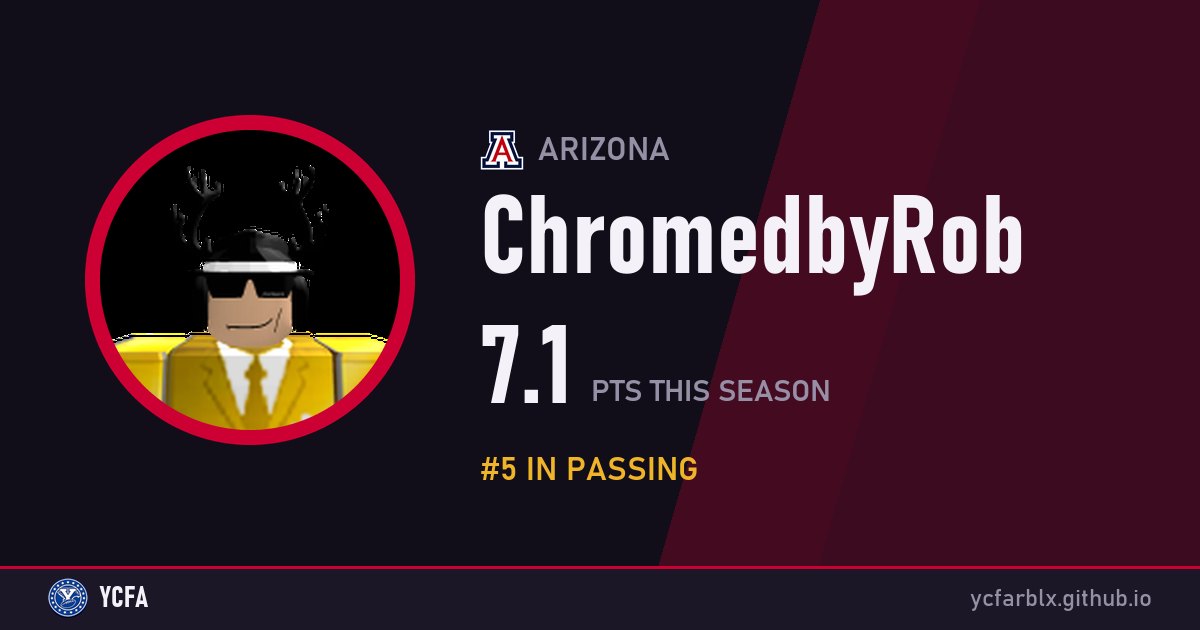 A ARIZONA
ChromedbyRob
7.1 PTS THIS SEASON
#5 IN PASSING
YCFA
ycfarblx.github.io